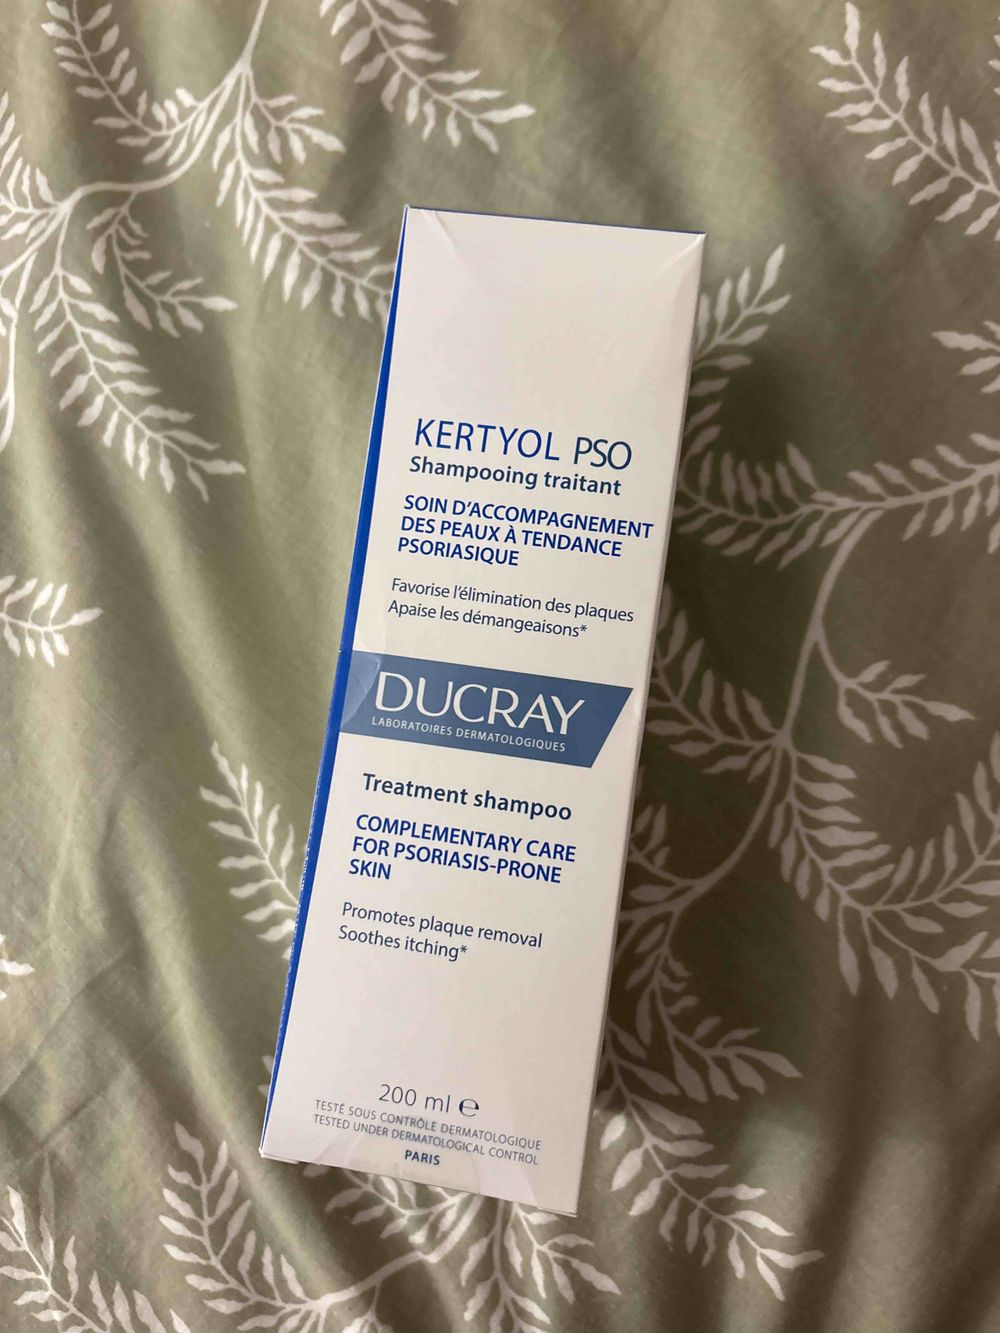 KERTYOL PSO
Shampooing traitant
SOIN D'ACCOMPAGNEMENT
DES PEAUX À TENDANCE
PSORIASIQUE
Favorise l'élimination des plaques
Apaise les démangeaisons*
DUCRAY
LABORATOIRES DERMATOLOGIQUES
Treatment shampoo
COMPLEMENTARY CARE
FOR PSORIASIS-PRONE
SKIN
Promotes plaque removal
Soothes itching*
200 ml ℮
TESTÉ SOUS CONTRÔLE DERMATOLOGIQUE
TESTED UNDER DERMATOLOGICAL CONTROL
PARIS